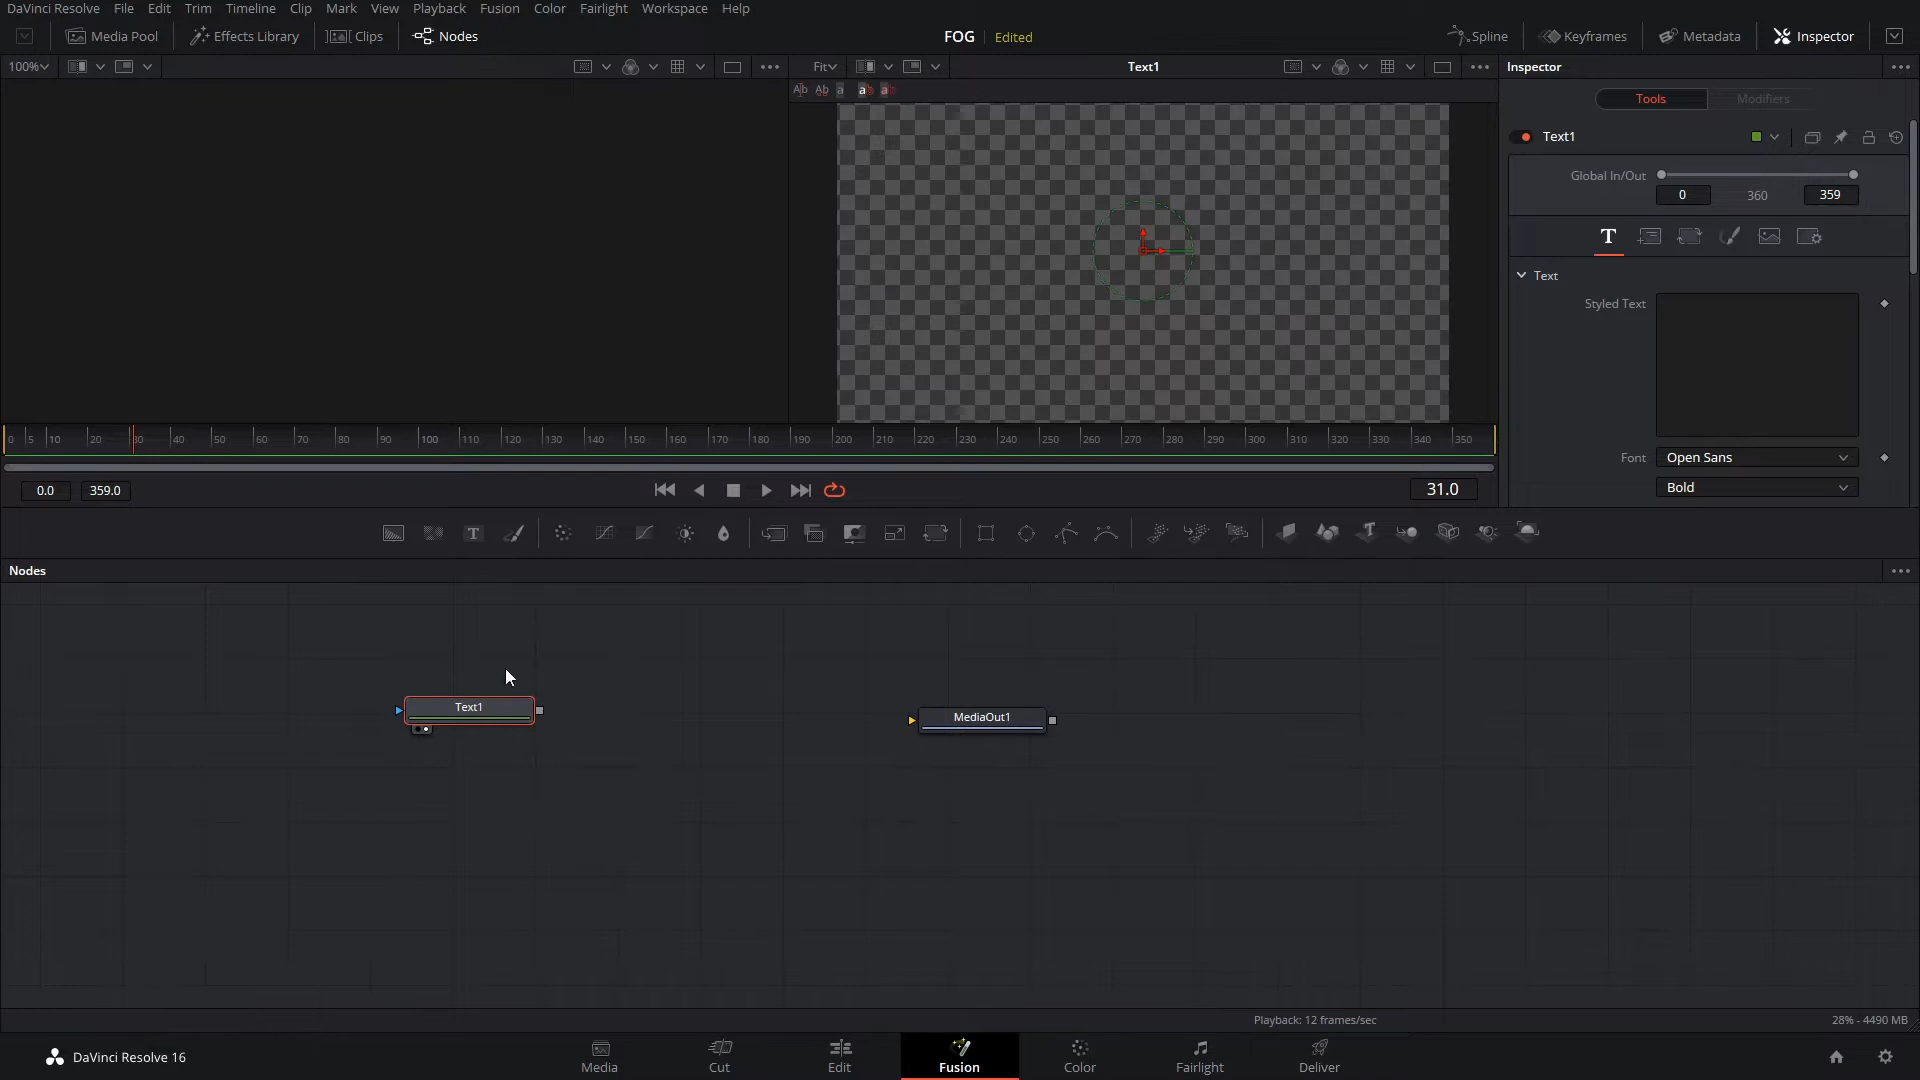 DaVinci Resolve File Edit Trim Timeline Clip Mark View Playback Fusion Color Fairlight Workspace Help
Media Pool Effects Library Clips Nodes FOG Edited Spline Keyframes Metadata Inspector
100% Fit Text1 Inspector
Tools Modifiers
Text1
Global In/Out
0 360 359
T
Text
Styled Text
Font Open Sans
Bold
0 5 10 20 30 40 50 60 70 80 90 100 110 120 130 140 150 160 170 180 190 200 210 220 230 240 250 260 270 280 290 300 310 320 330 340 350
0.0 359.0 31.0
Nodes
Text1
MediaOut1
Playback: 12 frames/sec 28% - 4490 MB
DaVinci Resolve 16 Media Cut Edit Fusion Color Fairlight Deliver